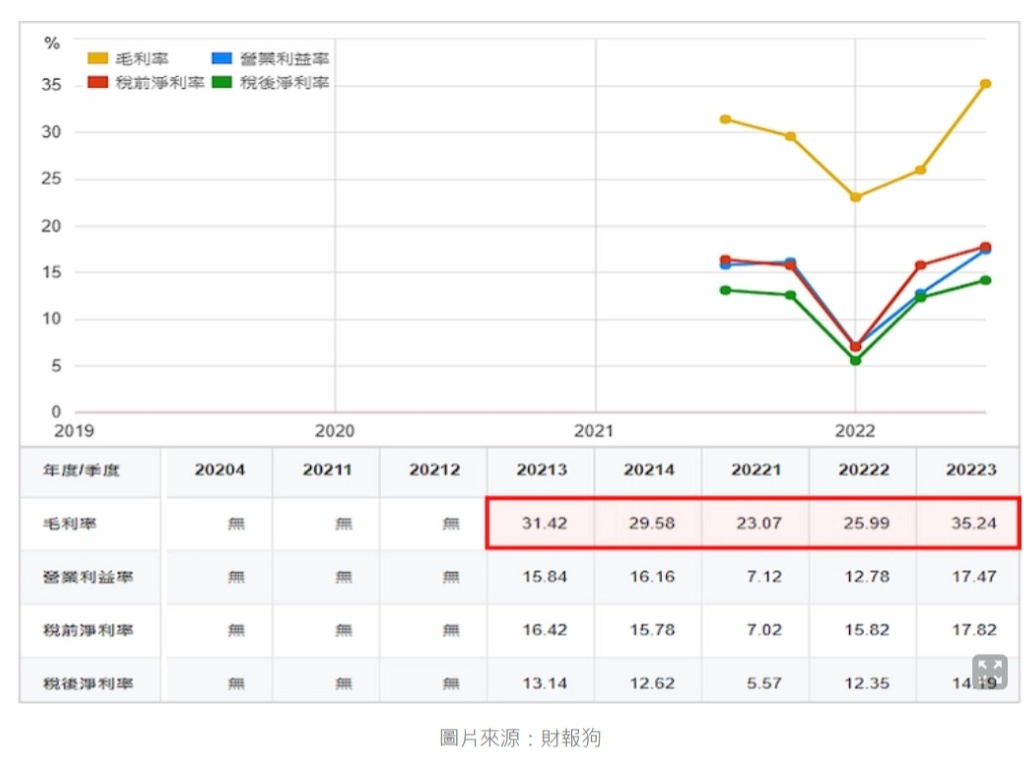 %
毛利率 營業利益率
稅前淨利率 稅後淨利率
35
30
25
20
15
10
5
0
2019 2020 2021 2022
年度/季度 20204 20211 20212 20213 20214 20221 20222 20223
毛利率 無 無 無 31.42 29.58 23.07 25.99 35.24
營業利益率 無 無 無 15.84 16.16 7.12 12.78 17.47
稅前淨利率 無 無 無 16.42 15.78 7.02 15.82 17.82
稅後淨利率 無 無 無 13.14 12.62 5.57 12.35 14.19
圖片來源：財報狗